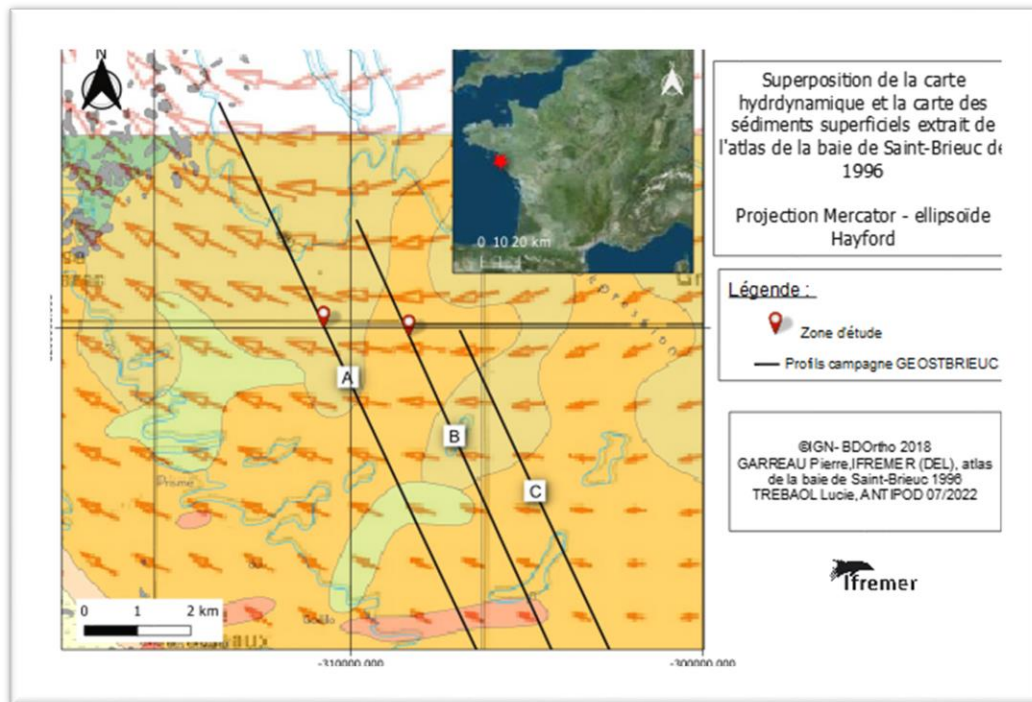 N
0 10 20 km
A
B
C
Prisme
0 1 2 km
-310000.000
-300000.000
Superposition de la carte
hydrdynamique et la carte des
sédiments superficiels extrait de
l'atlas de la baie de Saint-Brieuc de
1996
Projection Mercator - ellipsoïde
Hayford
Légende :
Zone d'étude
Profils campagne GEOSTBRIEUC
©IGN- BDOrtho 2018
GARREAU Pierre,IFREMER (DEL), atlas
de la baie de Saint-Brieuc 1996
TREBAOL Lucie, ANTIPOD 07/2022
Ifremer